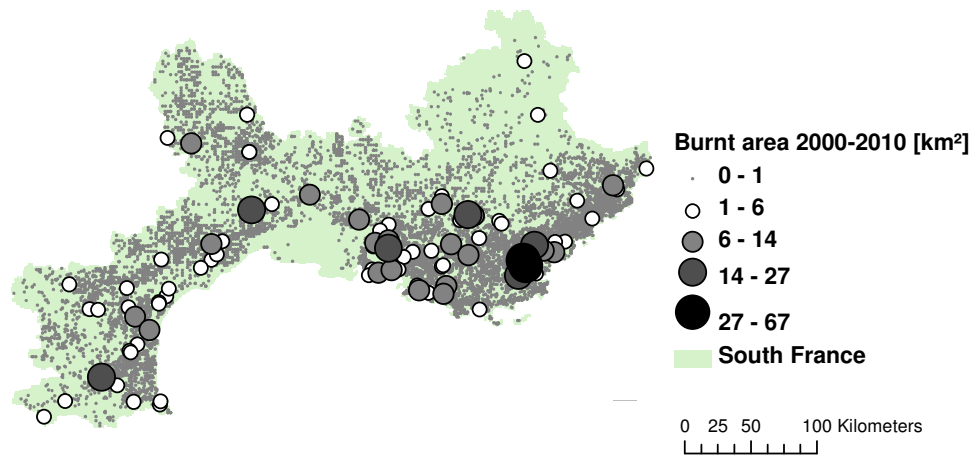 Burnt area 2000-2010 [km²]
0 - 1
1 - 6
6 - 14
14 - 27
27 - 67
South France
0 25 50 100 Kilometers